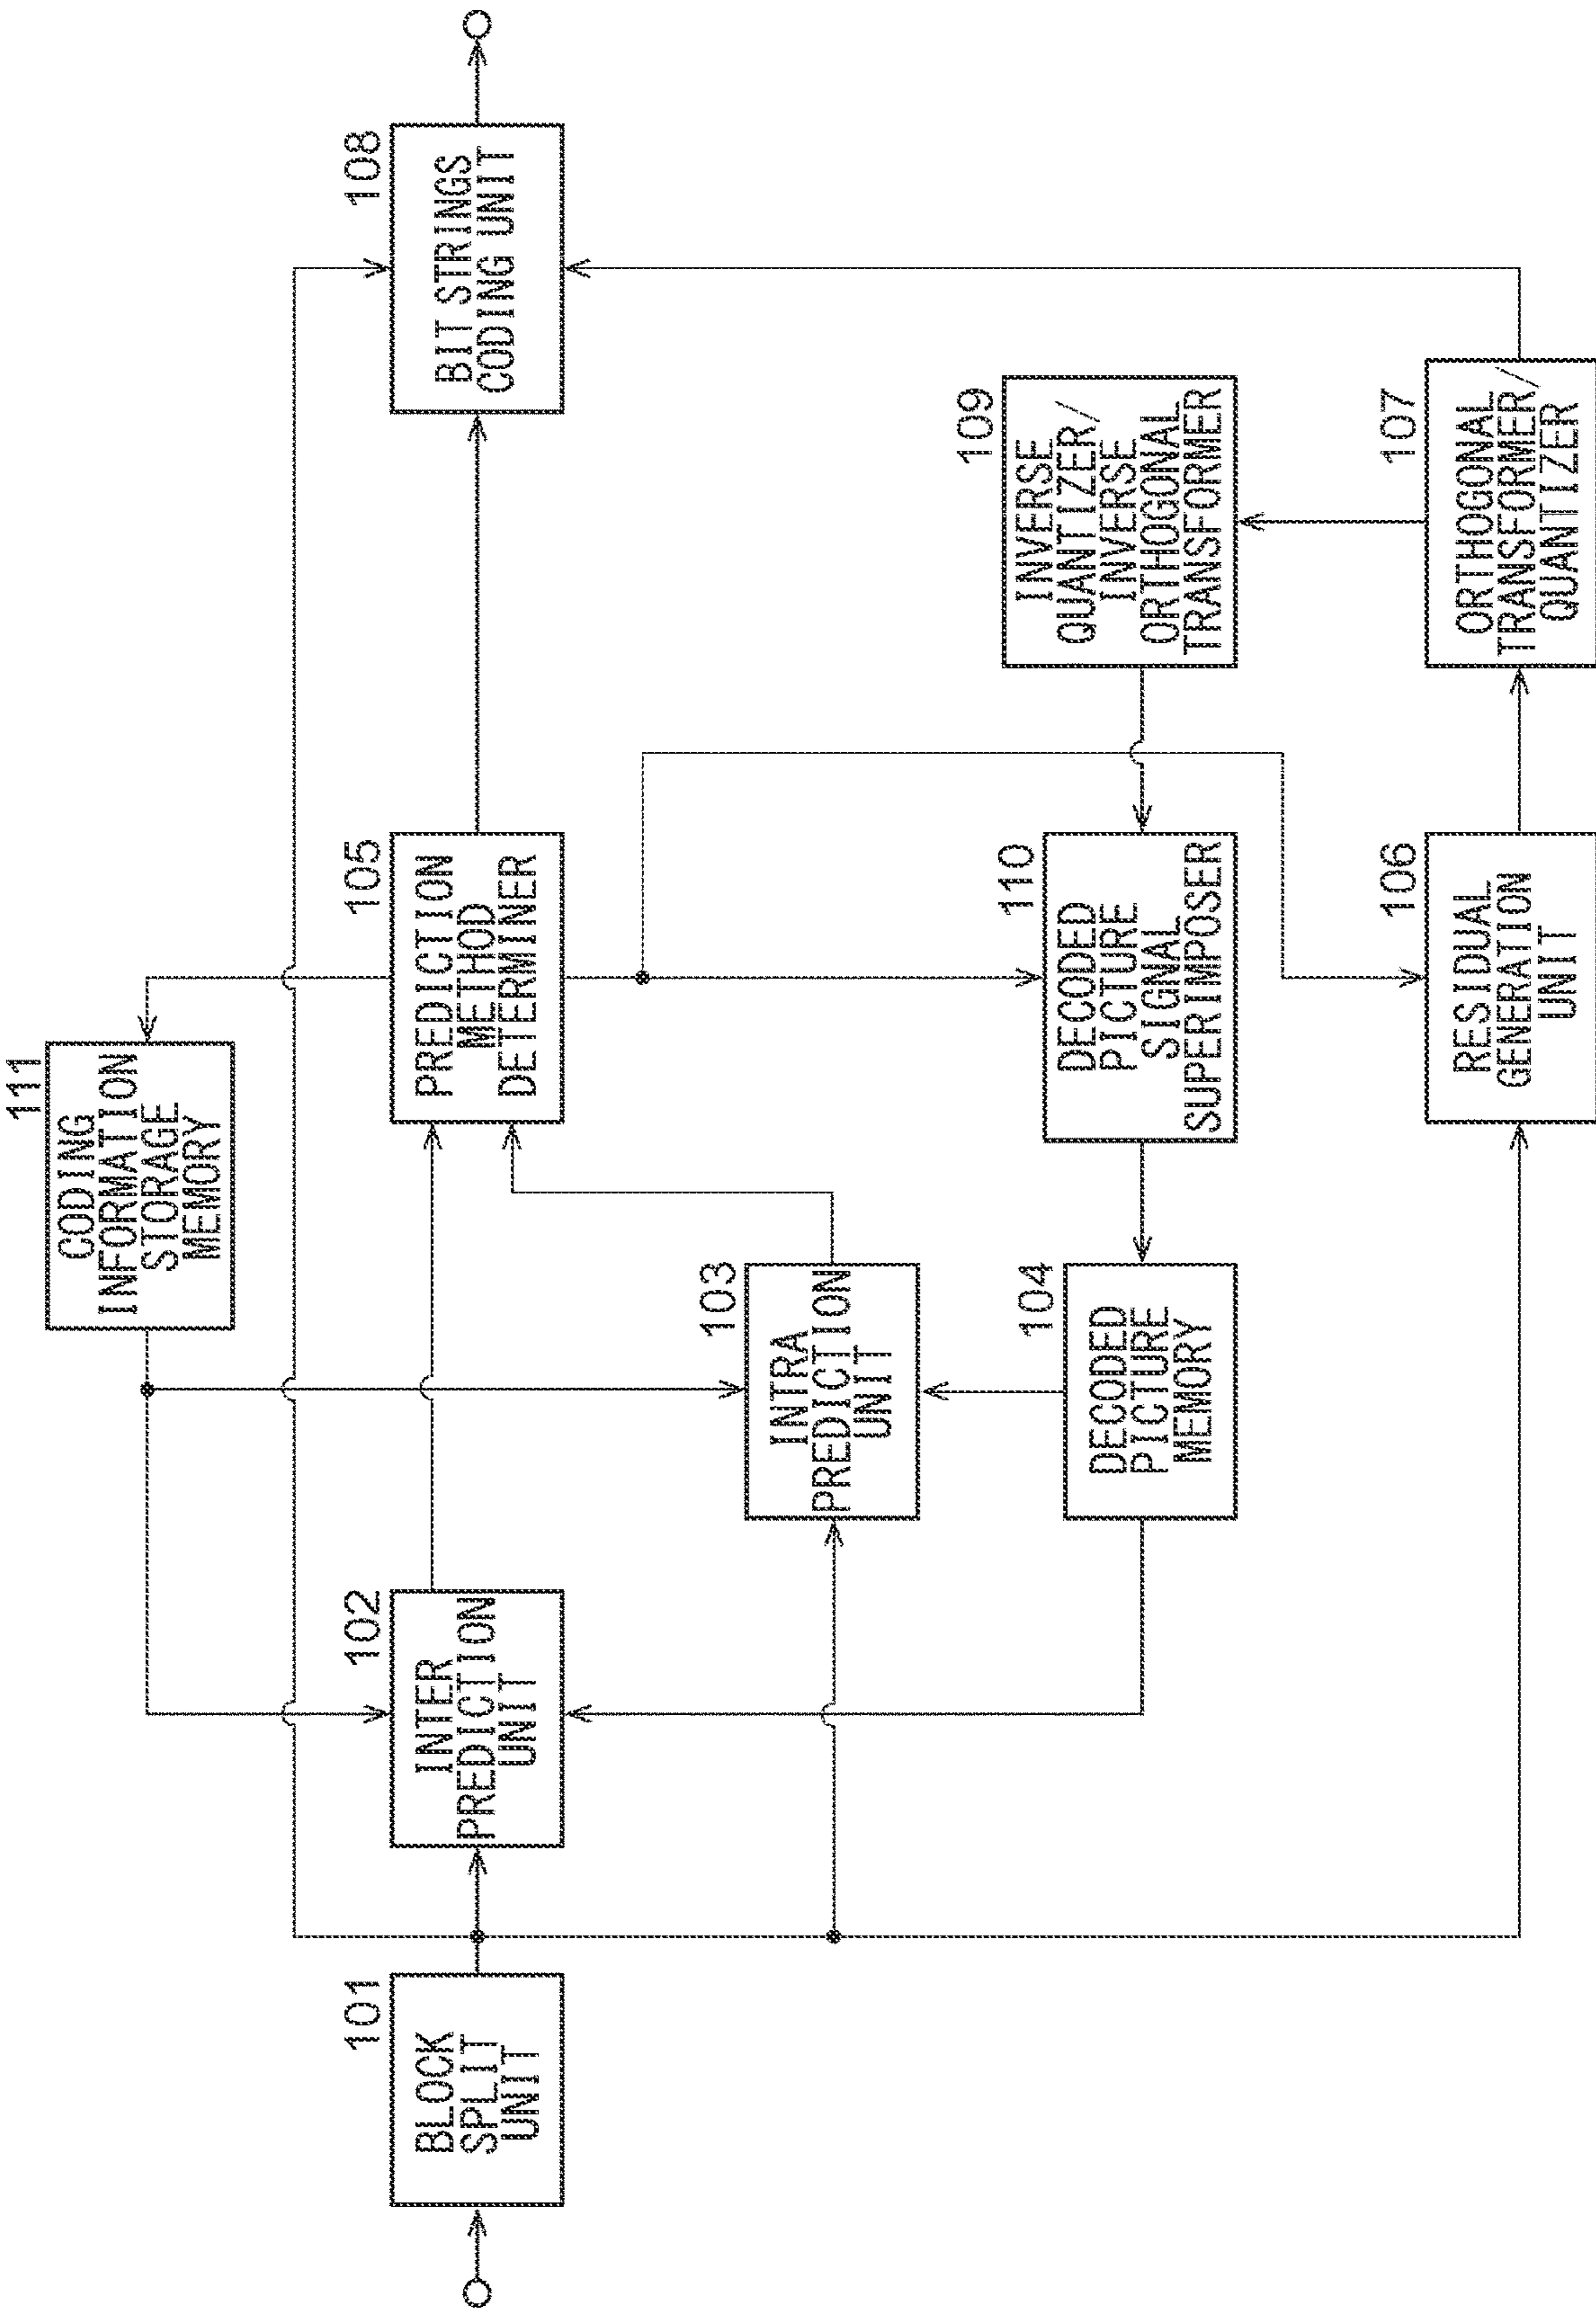 111
CODING
INFORMATION
STORAGE
MEMORY
101
BLOCK
SPLIT
UNIT
102
INTER
PREDICTION
UNIT
105
PREDICTION
METHOD
DETERMINER
108
BIT STRINGS
CODING UNIT
103
INTRA
PREDICTION
UNIT
104
DECODED
PICTURE
MEMORY
110
DECODED
PICTURE
SIGNAL
SUPERIMPOSER
109
INVERSE
QUANTIZER/
INVERSE
ORTHOGONAL
TRANSFORMER
106
RESIDUAL
GENERATION
UNIT
107
ORTHOGONAL
TRANSFORMER/
QUANTIZER